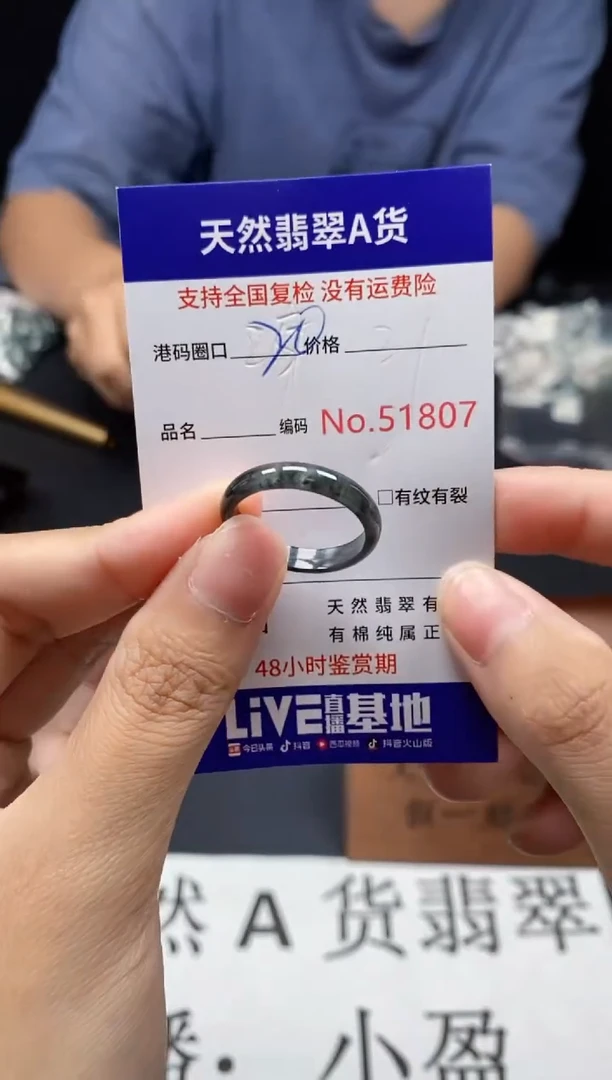 天然翡翠A货
支持全国复检 没有运费险
港码圈口 价格
品名 编码 No.51807
□有纹有裂
天然翡翠有
有棉纯属正
48小时鉴赏期
LiVE直播基地
今日头条 抖音 西瓜视频 抖音火山版
然A货翡翠
播:小盈